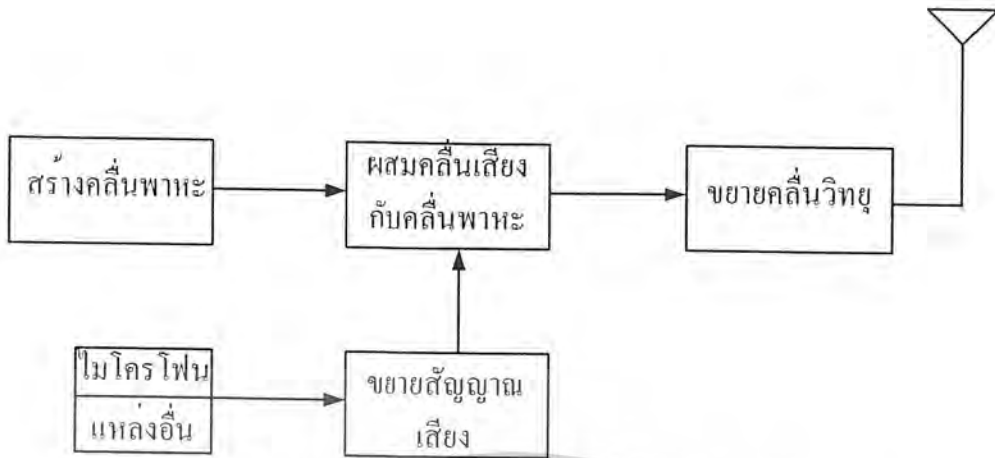 สร้างคลื่นพาหะ
ผสมคลื่นเสียง
กับคลื่นพาหะ
ขยายคลื่นวิทยุ
ไมโครโฟน
แหล่งอื่น
ขยายสัญญาณ
เสียง